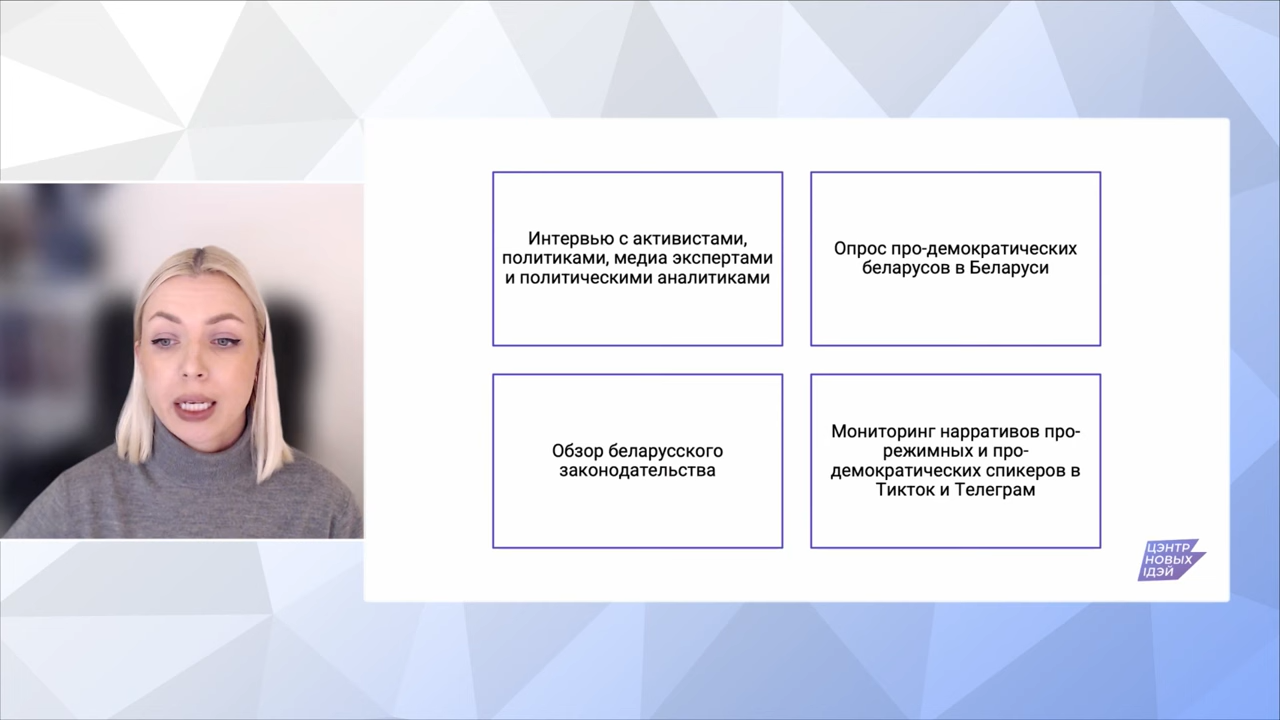 Интервью с активистами,
политиками, медиа экспертами
и политическими аналитиками
Опрос про-демократических
беларусов в Беларуси
Обзор беларусского
законодательства
Мониторинг нарративов про-
режимных и про-
демократических спикеров в
Тикток и Телеграм
ЦЭНТР
НОВЫХ
ІДЭЙ